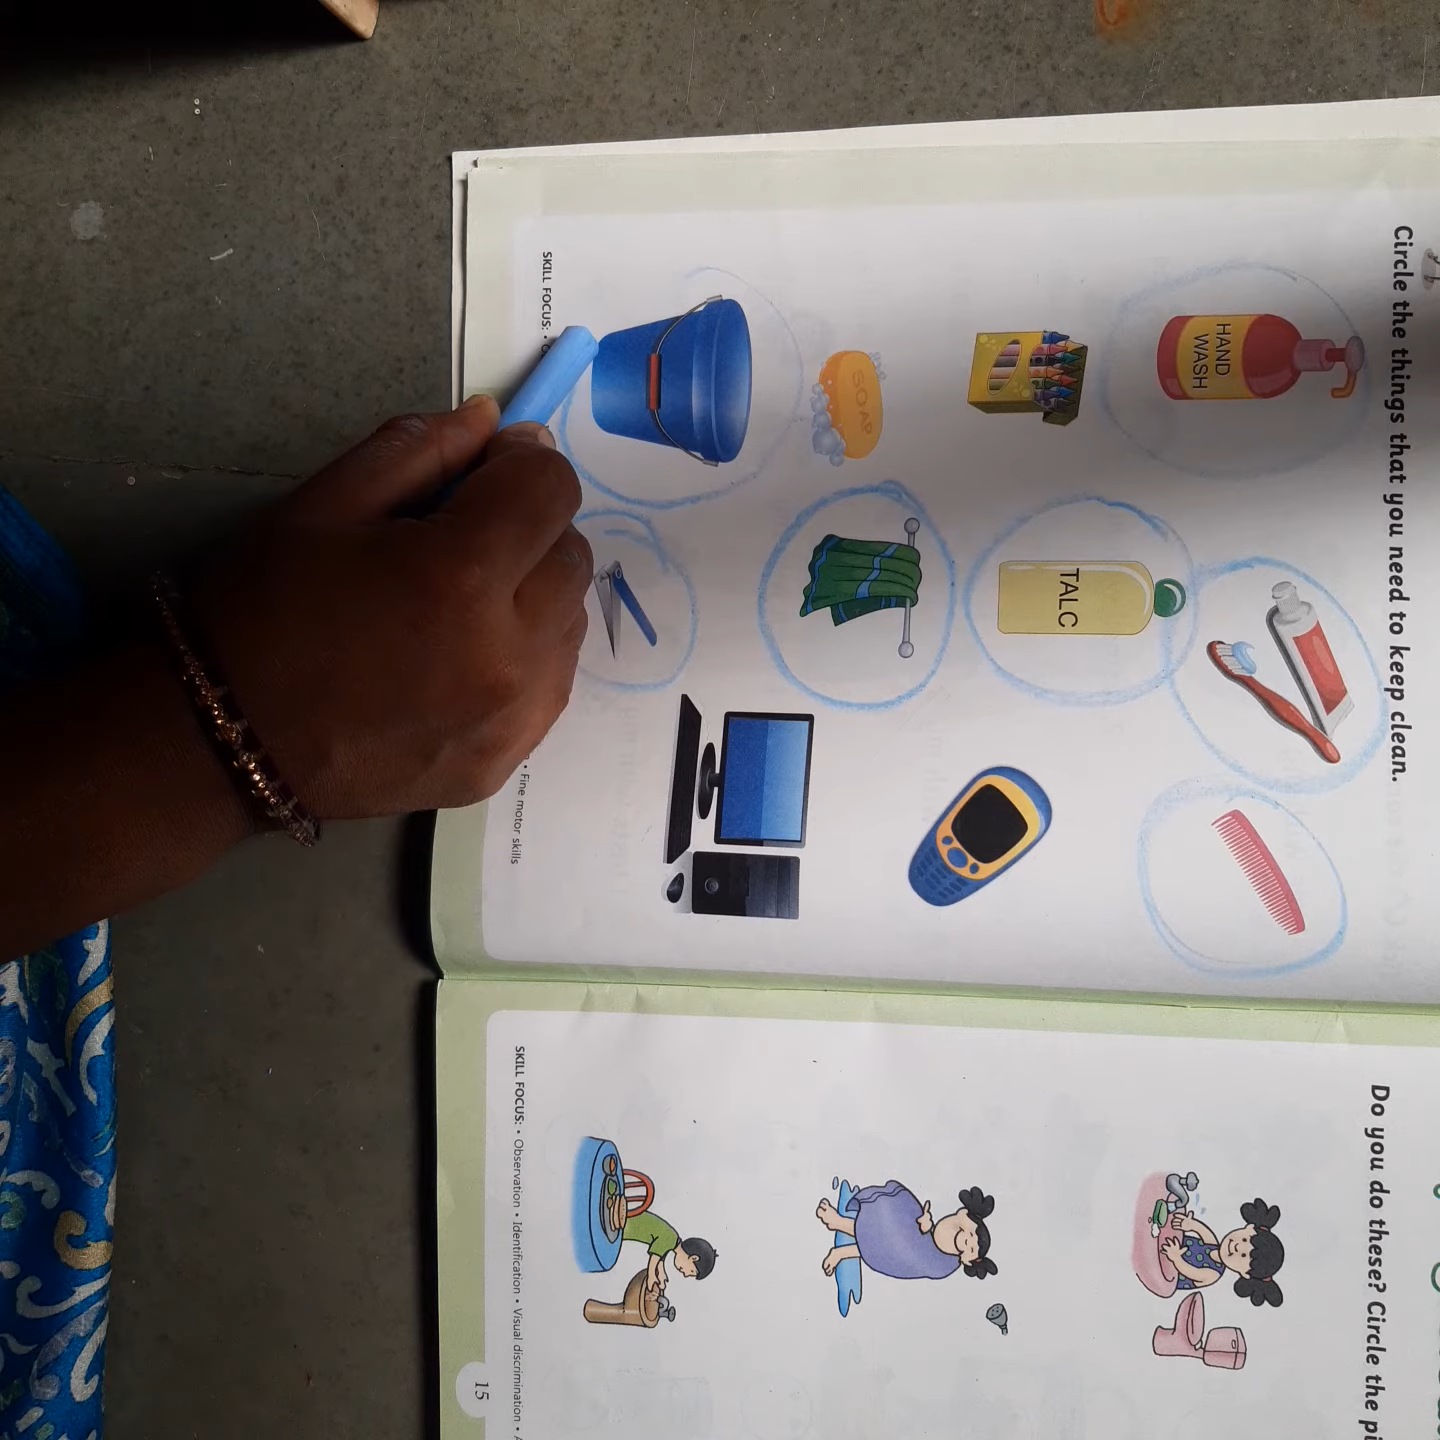 Circle the things that you need to keep clean.
HAND
WASH
TALC
SOAP
SKILL FOCUS: •
• Fine motor skills
Do you do these? Circle the
SKILL FOCUS: • Observation • Identification • Visual discrimination •
15